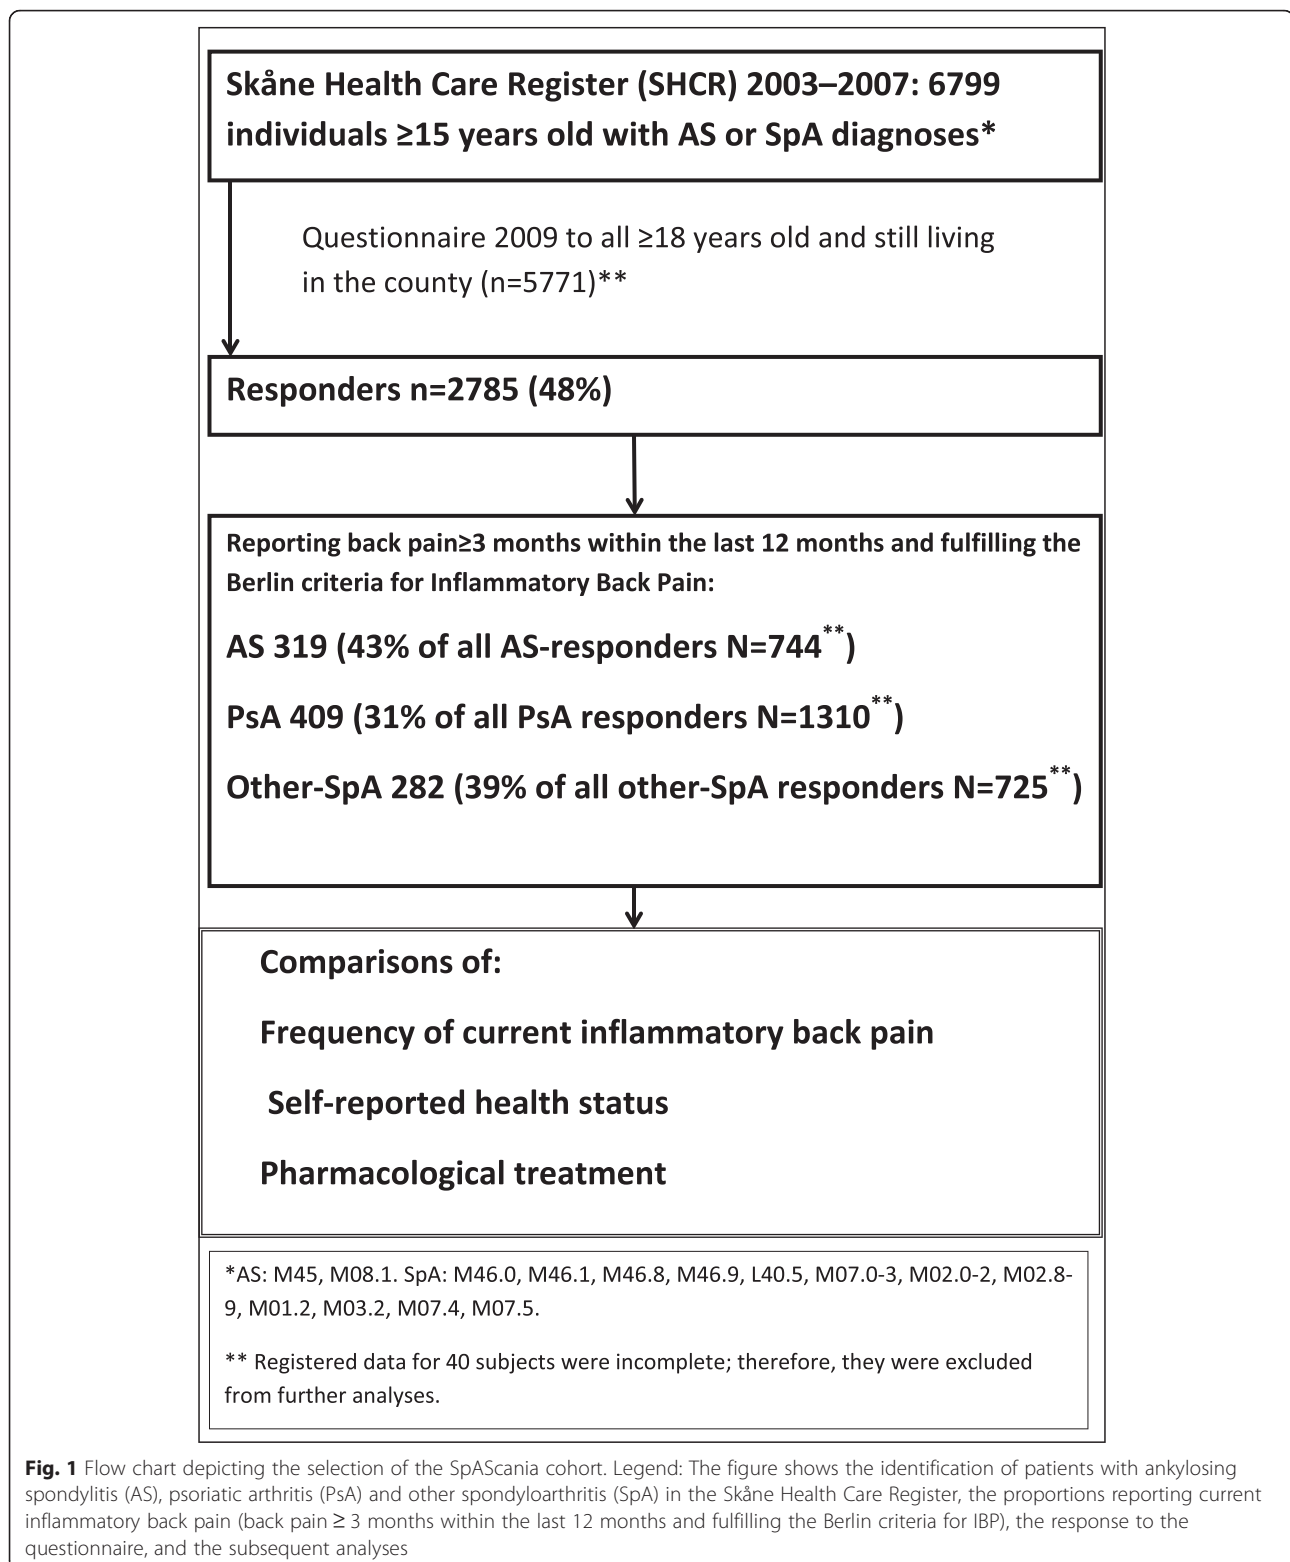 Skåne Health Care Register (SHCR) 2003–2007: 6799
individuals ≥15 years old with AS or SpA diagnoses*
Questionnaire 2009 to all ≥18 years old and still living
in the county (n=5771)**
Responders n=2785 (48%)
Reporting back pain≥3 months within the last 12 months and fulfilling the
Berlin criteria for Inflammatory Back Pain:
AS 319 (43% of all AS-responders N=744**)
PsA 409 (31% of all PsA responders N=1310**)
Other-SpA 282 (39% of all other-SpA responders N=725**)
Comparisons of:
Frequency of current inflammatory back pain
Self-reported health status
Pharmacological treatment
*AS: M45, M08.1. SpA: M46.0, M46.1, M46.8, M46.9, L40.5, M07.0-3, M02.0-2, M02.8-
9, M01.2, M03.2, M07.4, M07.5.
** Registered data for 40 subjects were incomplete; therefore, they were excluded
from further analyses.
Fig. 1 Flow chart depicting the selection of the SpAScania cohort. Legend: The figure shows the identification of patients with ankylosing
spondylitis (AS), psoriatic arthritis (PsA) and other spondyloarthritis (SpA) in the Skåne Health Care Register, the proportions reporting current
inflammatory back pain (back pain ≥ 3 months within the last 12 months and fulfilling the Berlin criteria for IBP), the response to the
questionnaire, and the subsequent analyses